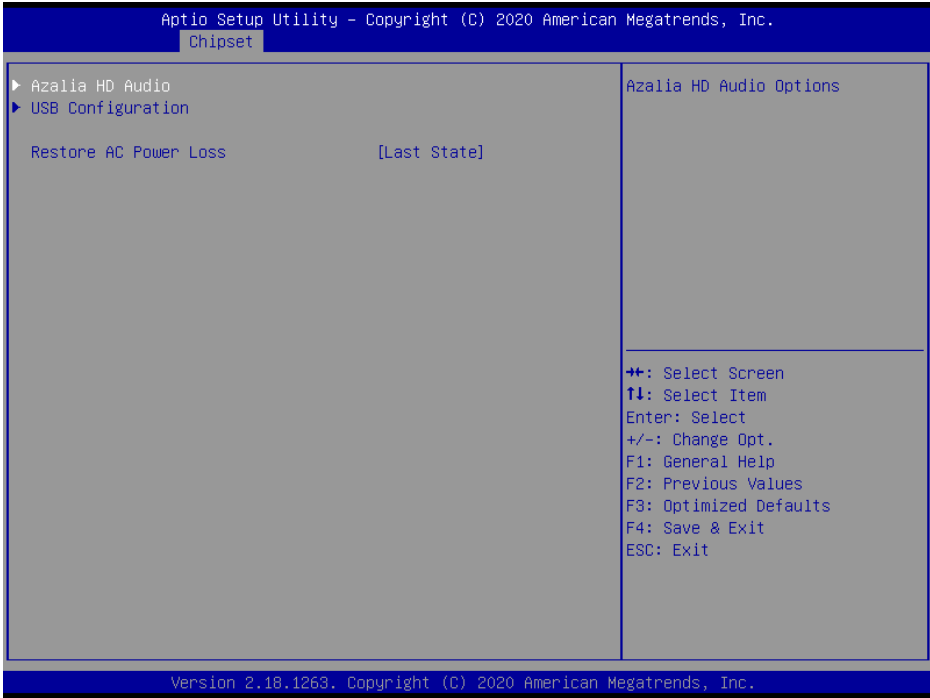 Aptio Setup Utility – Copyright (C) 2020 American Megatrends, Inc.
Chipset
▶ Azalia HD Audio
▶ USB Configuration
Restore AC Power Loss [Last State]
Azalia HD Audio Options
→←: Select Screen
↑↓: Select Item
Enter: Select
+/-: Change Opt.
F1: General Help
F2: Previous Values
F3: Optimized Defaults
F4: Save & Exit
ESC: Exit
Version 2.18.1263. Copyright (C) 2020 American Megatrends, Inc.